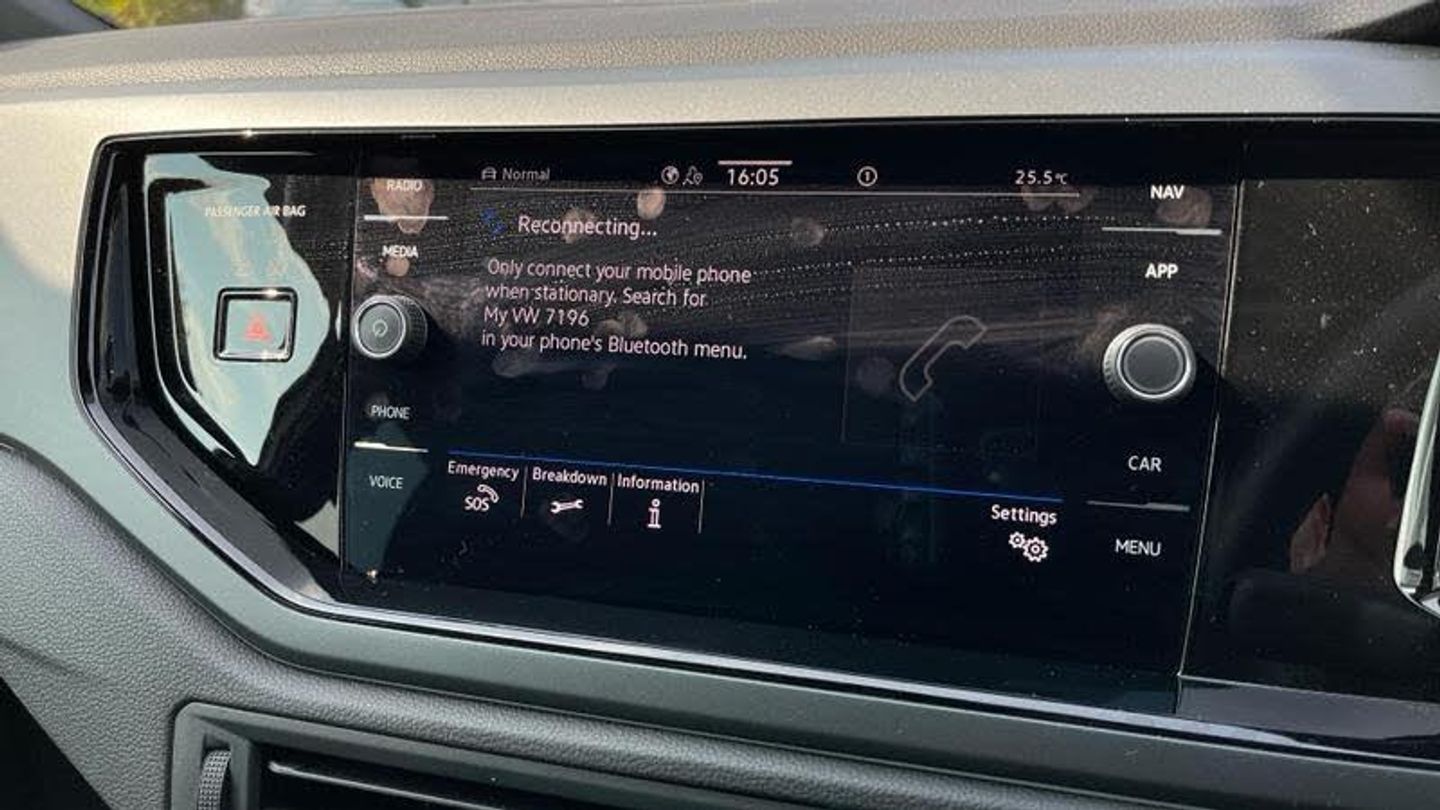 Normal
16:05
1
25.5°C
PASSENGER AIR BAG
RADIO
MEDIA
PHONE
VOICE
Reconnecting...
Only connect your mobile phone
when stationary. Search for
My VW 7196
in your phone's Bluetooth menu.
Emergency
SOS
Breakdown
Information
i
Settings
NAV
APP
CAR
MENU